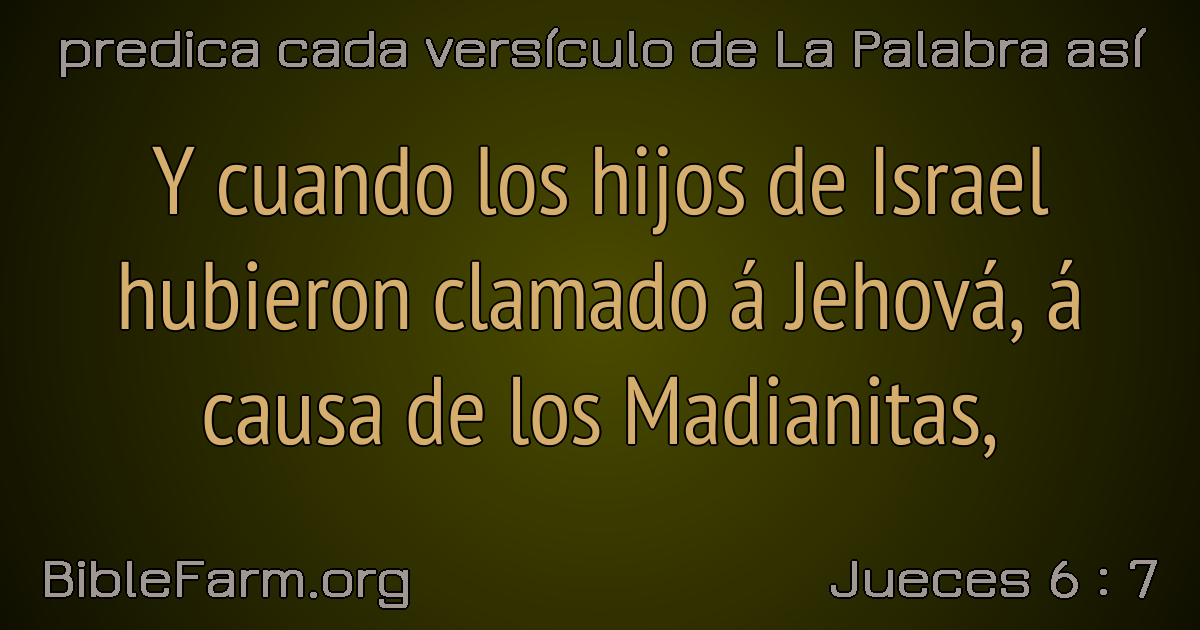 predica cada versículo de La Palabra así
Y cuando los hijos de Israel
hubieron clamado á Jehová, á
causa de los Madianitas,
BibleFarm.org
Jueces 6 : 7